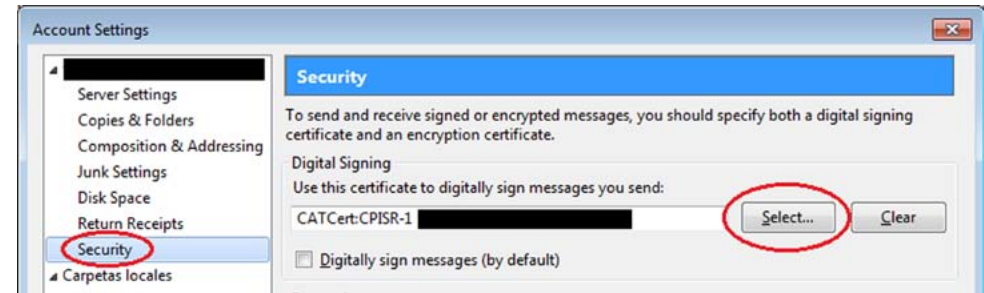 Account Settings
Server Settings
Copies & Folders
Composition & Addressing
Junk Settings
Disk Space
Return Receipts
Security
Carpetas locales
Security
To send and receive signed or encrypted messages, you should specify both a digital signing
certificate and an encryption certificate.
Digital Signing
Use this certificate to digitally sign messages you send:
CATCert:CPISR-1
Select...
Clear
Digitally sign messages (by default)